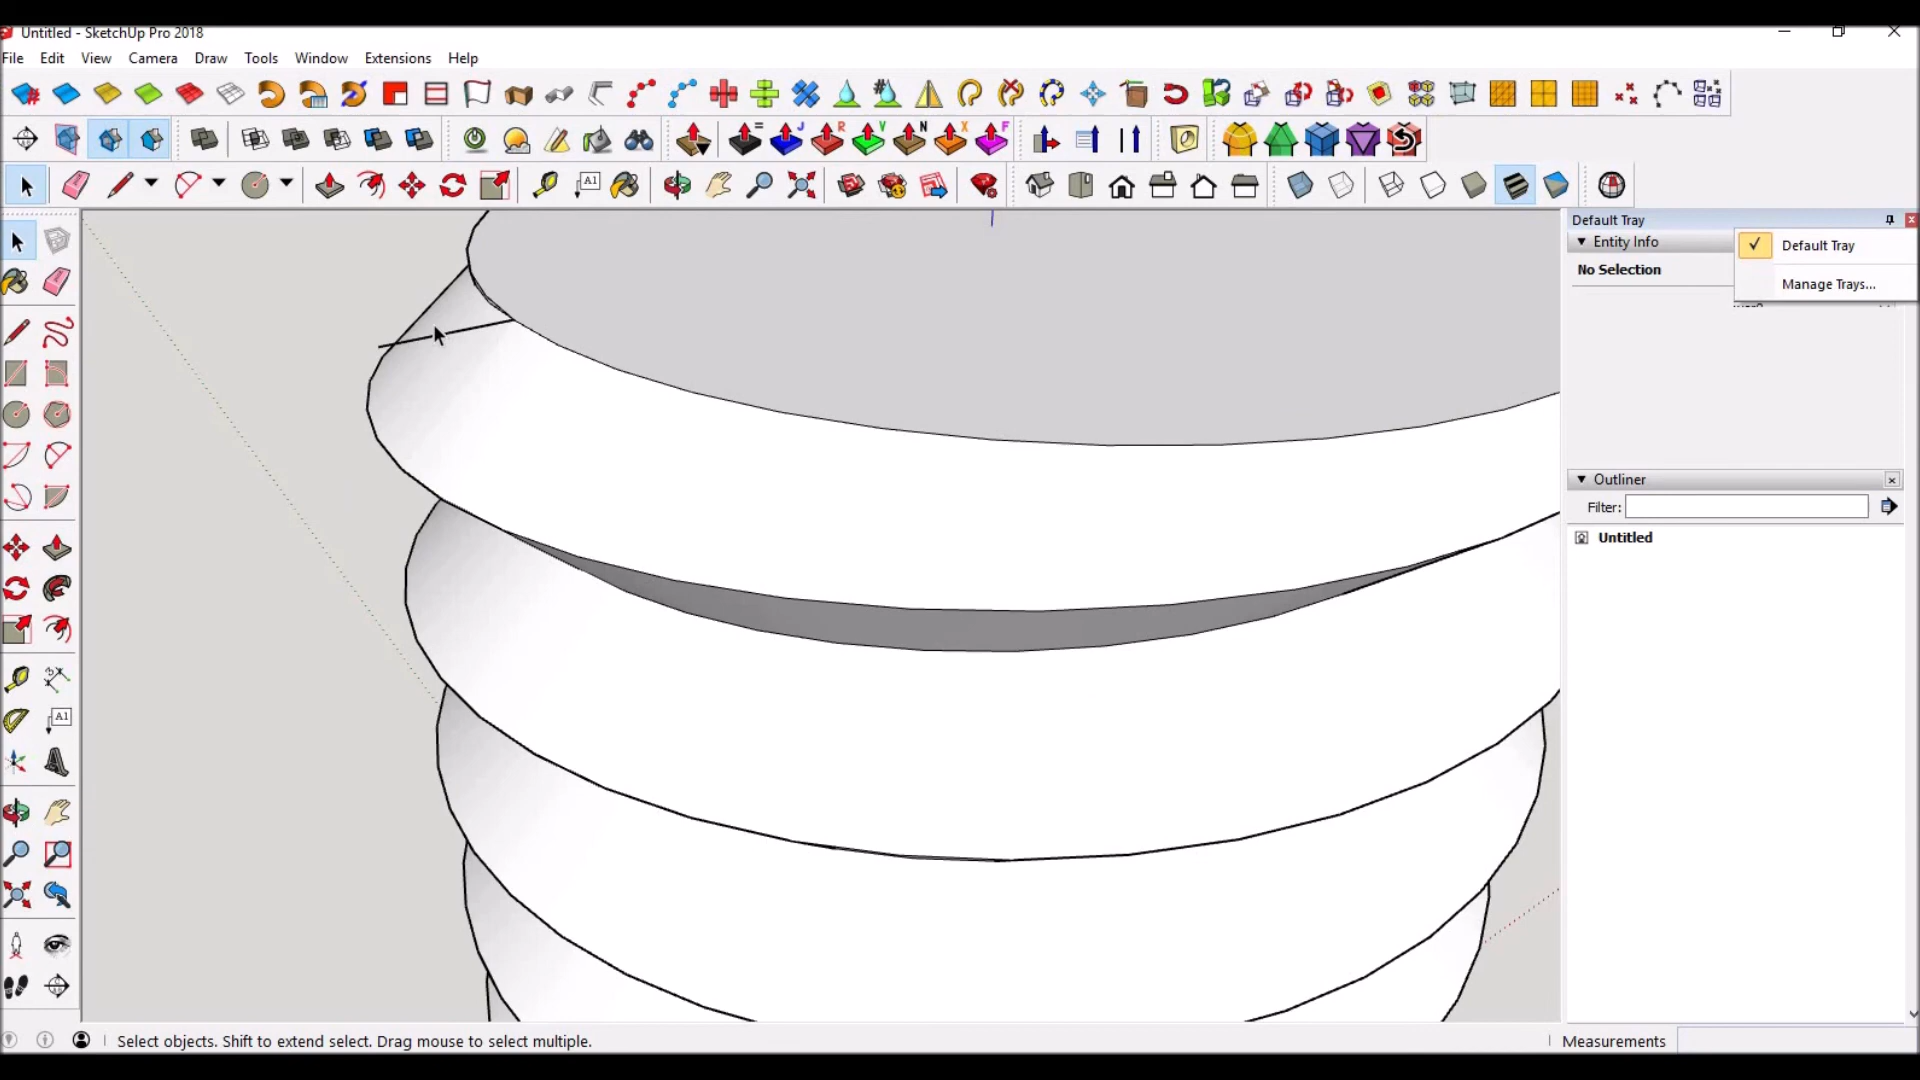 Untitled - SketchUp Pro 2018
File Edit View Camera Draw Tools Window Extensions Help
= J R V N X F
A1
Default Tray
Entity Info
Default Tray
No Selection
Manage Trays...
Outliner
Filter:
Untitled
A1
Select objects. Shift to extend select. Drag mouse to select multiple.
Measurements